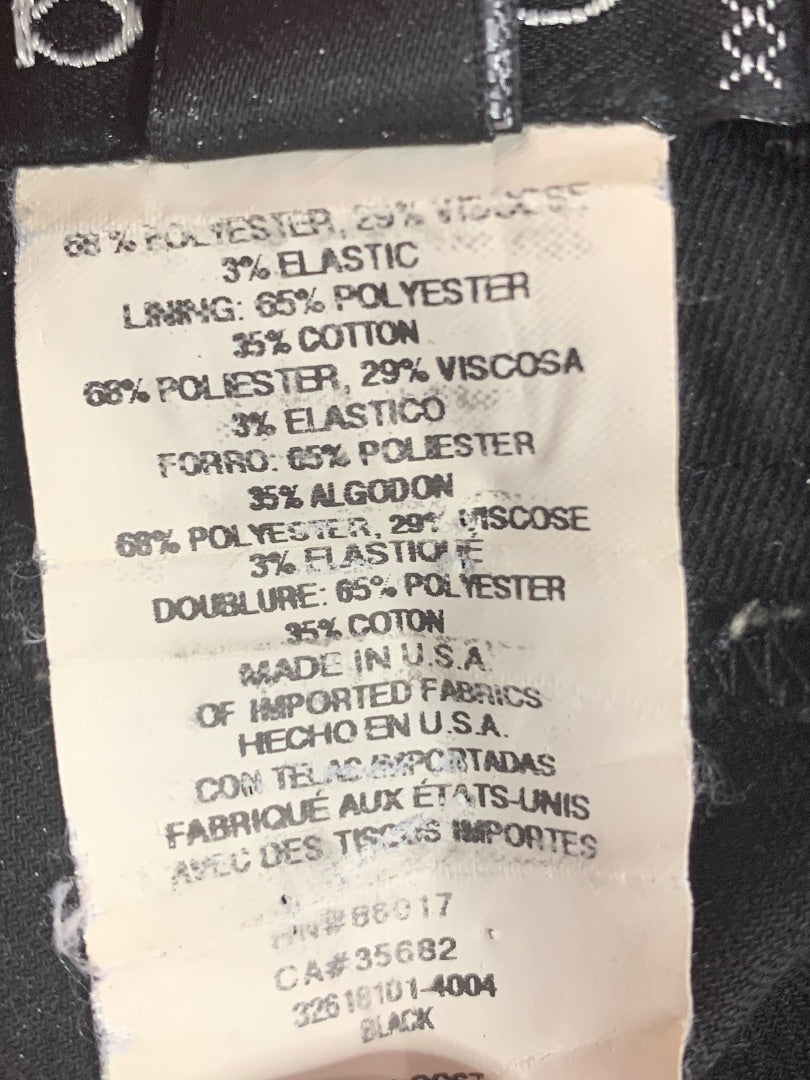 68% POLYESTER, 29% VISCOSE
3% ELASTIC
LINING: 65% POLYESTER
35% COTTON
68% POLIESTER, 29% VISCOSA
3% ELASTICO
FORRO: 65% POLIESTER
35% ALGODON
68% POLYESTER, 29% VISCOSE
3% ELASTIQUE
DOUBLURE: 65% POLYESTER
35% COTON
MADE IN U.S.A.
OF IMPORTED FABRICS
HECHO EN U.S.A.
CON TELAS IMPORTADAS
FABRIQUÉ AUX ÉTATS-UNIS
AVEC DES TISSUS IMPORTES
CA#35682
32618101-4004
BLACK